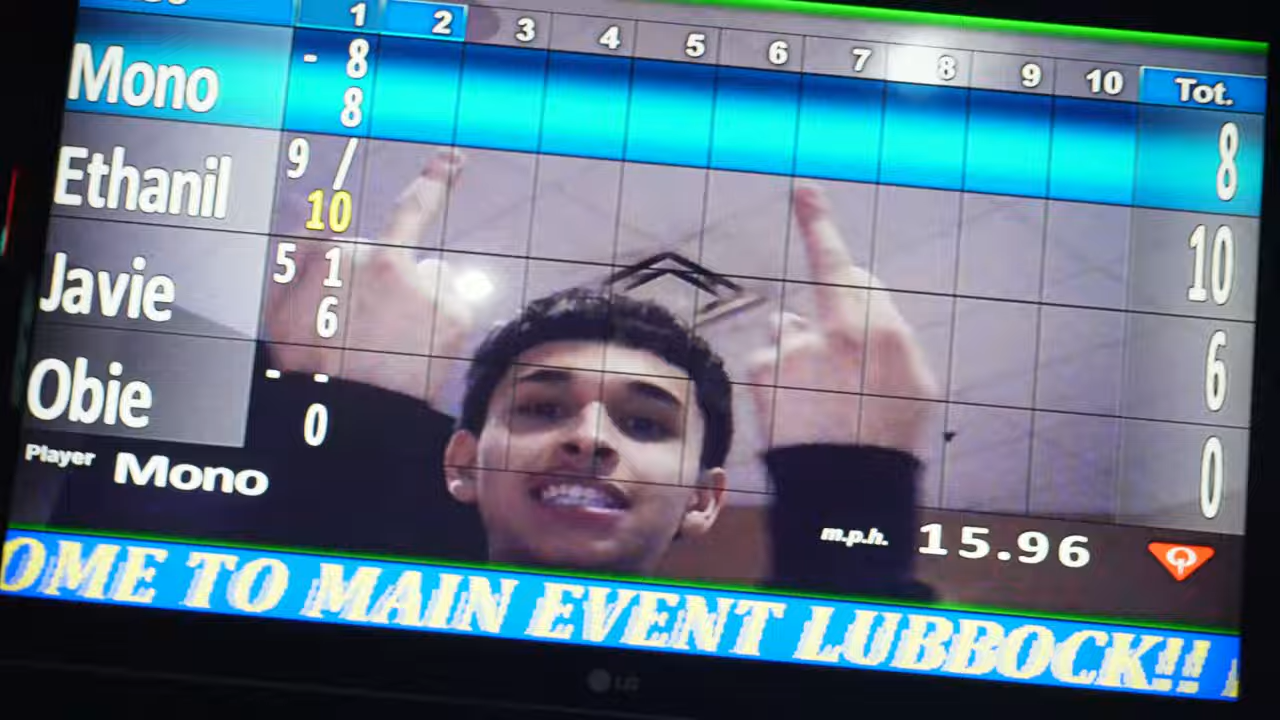 1 2 3 4 5 6 7 8 9 10 Tot.
Mono - 8 8 8
Ethanil 9 / 10 10
Javie 5 1 6 6
Obie - - 0 0
Player Mono
m.p.h. 15.96
OME TO MAIN EVENT LUBBOCK!!
LG